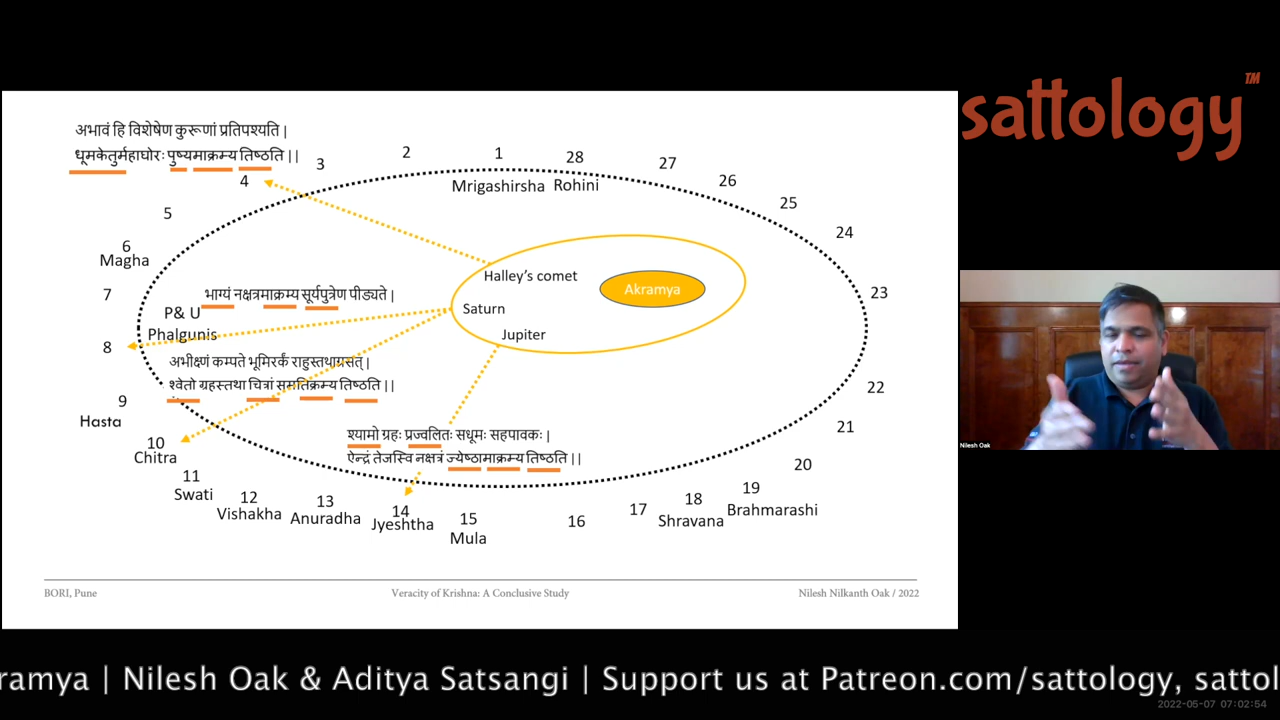 sattology™
अभावं हि विशेषेण कुरूणां प्रतिपश्यति |
धूमकेतुर्महाघोरः पुष्यमाक्रम्य तिष्ठति ||
1
2
3
4
5
6
Magha
7
P& U
Phalgunis
8
9
Hasta
10
Chitra
11
Swati
12
Vishakha
13
Anuradha
14
Jyeshtha
15
Mula
16
17
18
Shravana
19
Brahmarashi
20
21
22
23
24
25
26
27
28
Mrigashirsha
Rohini
Halley's comet
Akramya
Saturn
Jupiter
भाग्यं नक्षत्रमाक्रम्य सूर्यपुत्रेण पीड्यते |
अभीक्ष्णं कम्पते भूमिरर्कं राहुस्तथाग्रसत् |
श्वेतो ग्रहस्तथा चित्रां समतिक्रम्य तिष्ठति ||
श्यामो ग्रहः प्रज्वलितः सधूमः सहपावकः |
ऐन्द्रं तेजस्वि नक्षत्रं ज्येष्ठामाक्रम्य तिष्ठति ||
BORI, Pune
Veracity of Krishna: A Conclusive Study
Nilesh Nilkanth Oak / 2022
Nilesh Oak
ramya | Nilesh Oak & Aditya Satsangi | Support us at Patreon.com/sattology, sattol
2022-05-07 07:02:54